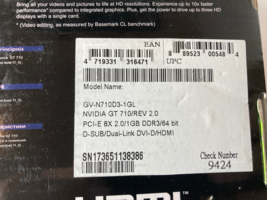 Bring all your videos and pictures to life at HD resolutions. Experience up to 10x faster
performance* compared to integrated graphics. Plus, get the power to drive up to three HD
displays with a single card.
* (Video editing, as measured by Basemark CL benchmark)
EAN
4 719331 316471
8 89523 00548 4
UPC
Model Name:
GV-N710D3-1GL
NVIDIA GT 710/REV 2.0
PCI-E 8X 2.0/1GB DDR3/64 bit
D-SUB/Dual-Link DVI-D/HDMI
SN173651138386
Check Number
9424